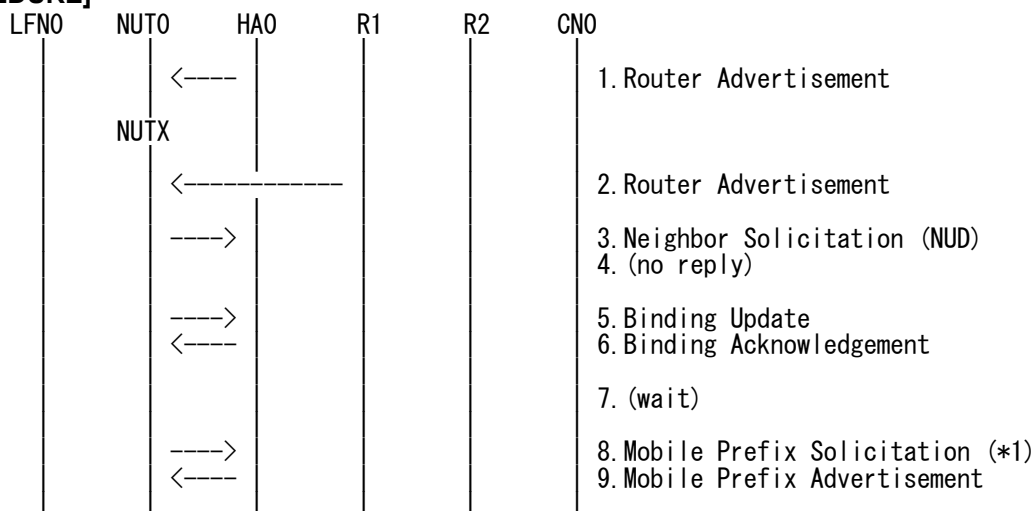 LFN0 NUT0 HA0 R1 R2 CN0
<---- 1.Router Advertisement
NUTX
<------------- 2.Router Advertisement
----> 3.Neighbor Solicitation (NUD)
4.(no reply)
----> 5.Binding Update
<---- 6.Binding Acknowledgement
7.(wait)
----> 8.Mobile Prefix Solicitation (*1)
<---- 9.Mobile Prefix Advertisement